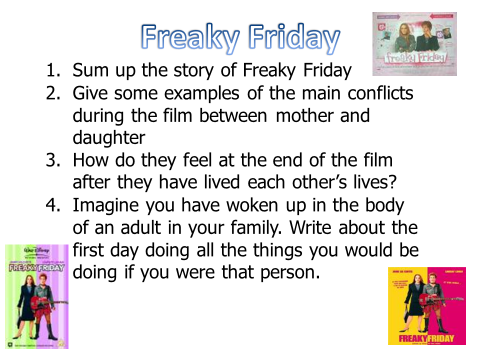 Freaky Friday
1. Sum up the story of Freaky Friday
2. Give some examples of the main conflicts
during the film between mother and
daughter
3. How do they feel at the end of the film
after they have lived each other's lives?
4. Imagine you have woken up in the body
of an adult in your family. Write about the
first day doing all the things you would be
doing if you were that person.
Freaky Friday
WALT DISNEY
FREAKY FRIDAY
FREAKY FRIDAY